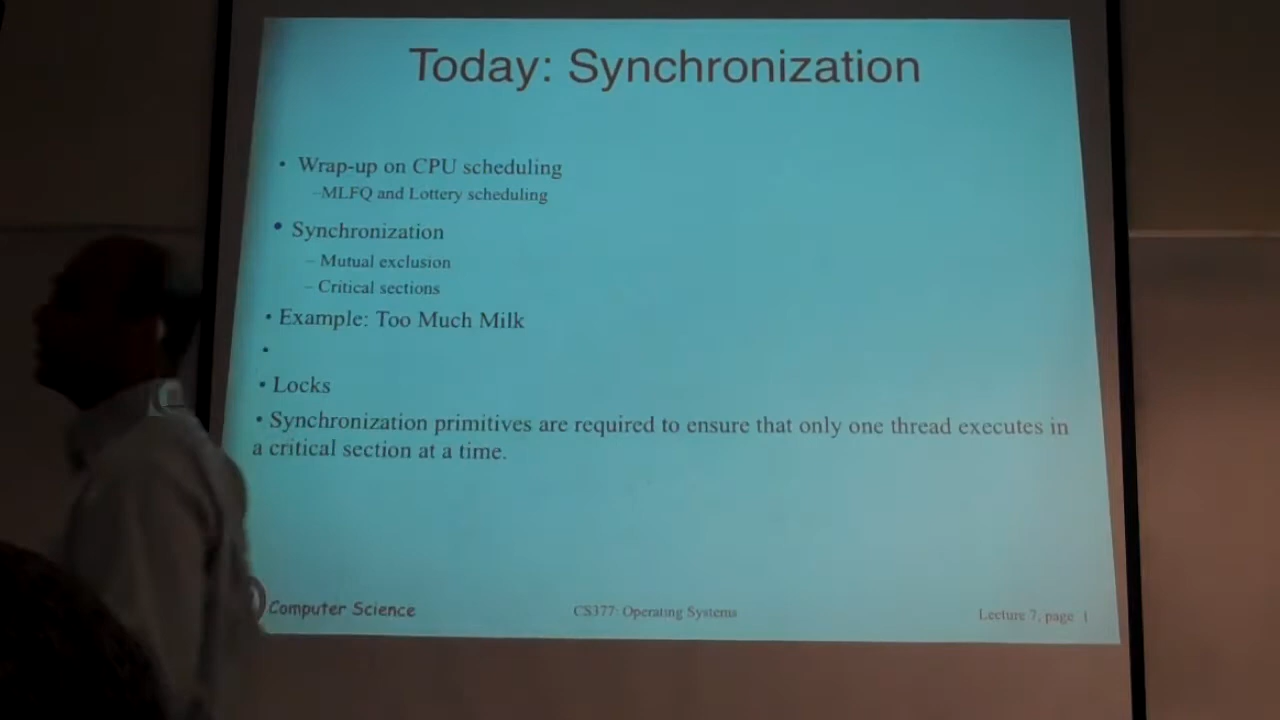 Today: Synchronization
• Wrap-up on CPU scheduling
–MLFQ and Lottery scheduling
• Synchronization
– Mutual exclusion
– Critical sections
• Example: Too Much Milk
•
• Locks
• Synchronization primitives are required to ensure that only one thread executes in
a critical section at a time.
Computer Science
CS377: Operating Systems
Lecture 7, page 1